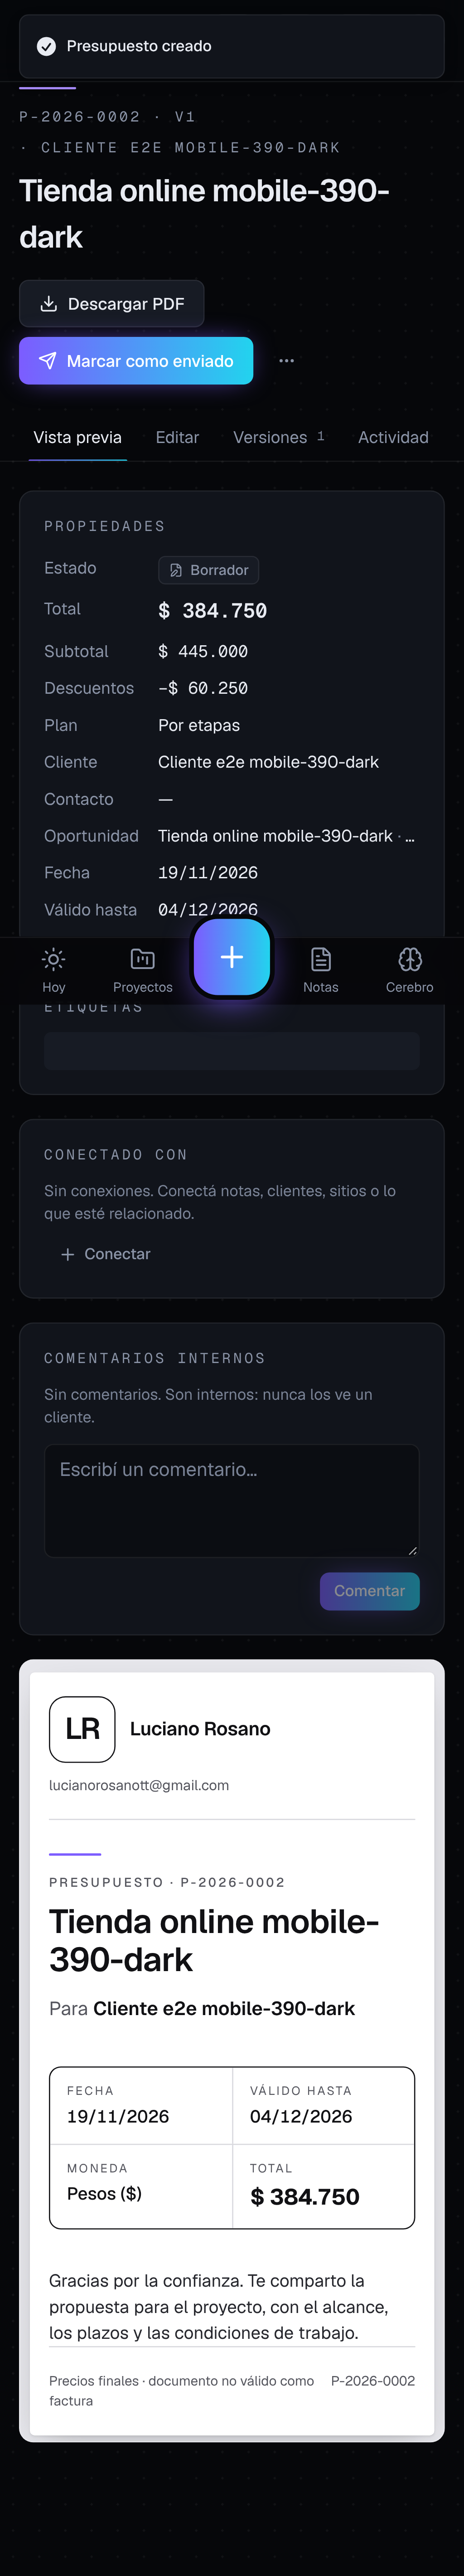 Presupuesto creado
P-2026-0002 · V1
· CLIENTE E2E MOBILE-390-DARK
Tienda online mobile-390-
dark
Descargar PDF
Marcar como enviado
Vista previa
Editar
Versiones 1
Actividad
PROPIEDADES
Estado Borrador
Total $ 384.750
Subtotal $ 445.000
Descuentos −$ 60.250
Plan Por etapas
Cliente Cliente e2e mobile-390-dark
Contacto —
Oportunidad Tienda online mobile-390-dark · …
Fecha 19/11/2026
Válido hasta 04/12/2026
Hoy
Proyectos
Notas
Cerebro
ETIQUETAS
CONECTADO CON
Sin conexiones. Conectá notas, clientes, sitios o lo
que esté relacionado.
Conectar
COMENTARIOS INTERNOS
Sin comentarios. Son internos: nunca los ve un
cliente.
Escribí un comentario…
Comentar
LR Luciano Rosano
lucianorosanott@gmail.com
PRESUPUESTO · P-2026-0002
Tienda online mobile-
390-dark
Para Cliente e2e mobile-390-dark
FECHA
19/11/2026
VÁLIDO HASTA
04/12/2026
MONEDA
Pesos ($)
TOTAL
$ 384.750
Gracias por la confianza. Te comparto la
propuesta para el proyecto, con el alcance,
los plazos y las condiciones de trabajo.
Precios finales · documento no válido como
factura
P-2026-0002